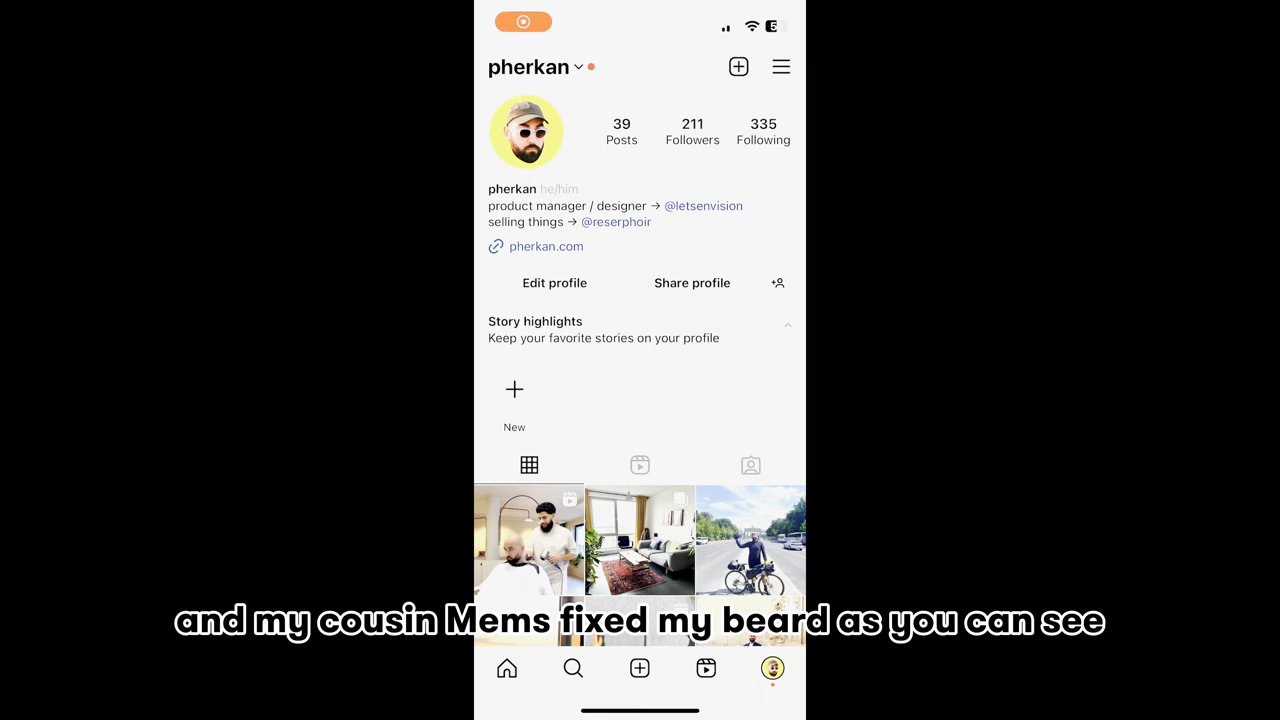 pherkan
39
Posts
211
Followers
335
Following
pherkan he/him
product manager / designer → @letsenvision
selling things → @reserphoir
pherkan.com
Edit profile
Share profile
Story highlights
Keep your favorite stories on your profile
New
and my cousin Mems fixed my beard as you can see